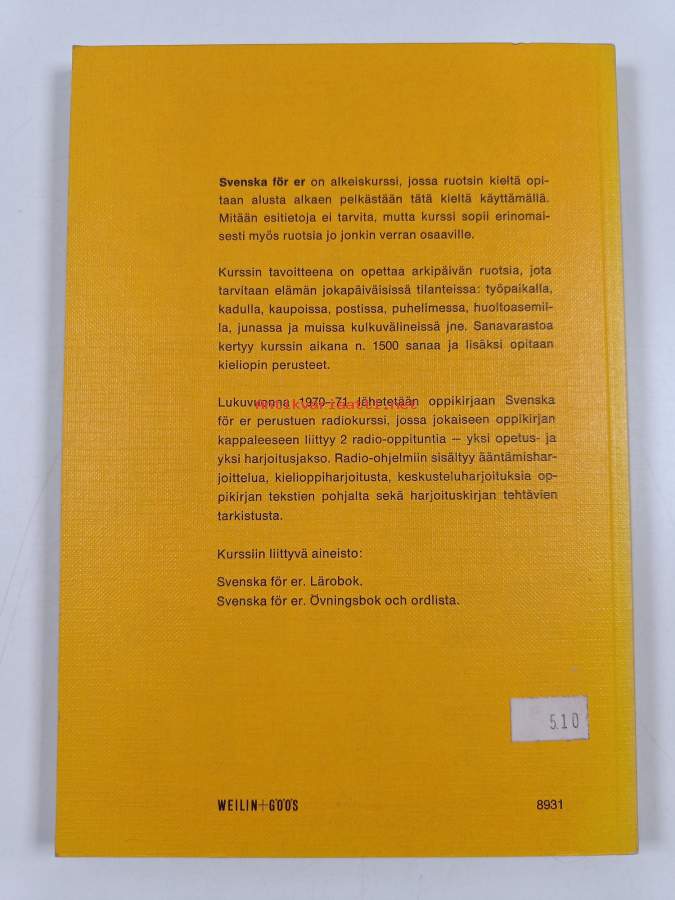 Svenska för er on alkeiskurssi, jossa ruotsin kieltä opi-
taan alusta alkaen pelkästään tätä kieltä käyttämällä.
Mitään esitietoja ei tarvita, mutta kurssi sopii erinomai-
sesti myös ruotsia jo jonkin verran osaaville.
Kurssin tavoitteena on opettaa arkipäivän ruotsia, jota
tarvitaan elämän jokapäiväisissä tilanteissa: työpaikalla,
kadulla, kaupoissa, postissa, puhelimessa, huoltoasemil-
la, junassa ja muissa kulkuvälineissä jne. Sanavarastoa
kertyy kurssin aikana n. 1500 sanaa ja lisäksi opitaan
kieliopin perusteet.
Lukuvuonna 1970–71 lähetetään oppikirjaan Svenska
Antikvariaatti.net
för er perustuen radiokurssi, jossa jokaiseen oppikirjan
kappaleeseen liittyy 2 radio-oppituntia — yksi opetus- ja
yksi harjoitusjakso. Radio-ohjelmiin sisältyy ääntämishar-
joittelua, kielioppiharjoitusta, keskusteluharjoituksia op-
pikirjan tekstien pohjalta sekä harjoituskirjan tehtävien
tarkistusta.
Kurssiin liittyvä aineisto:
Svenska för er. Lärobok.
Svenska för er. Övningsbok och ordlista.
510
WEILIN+GÖÖS
8931